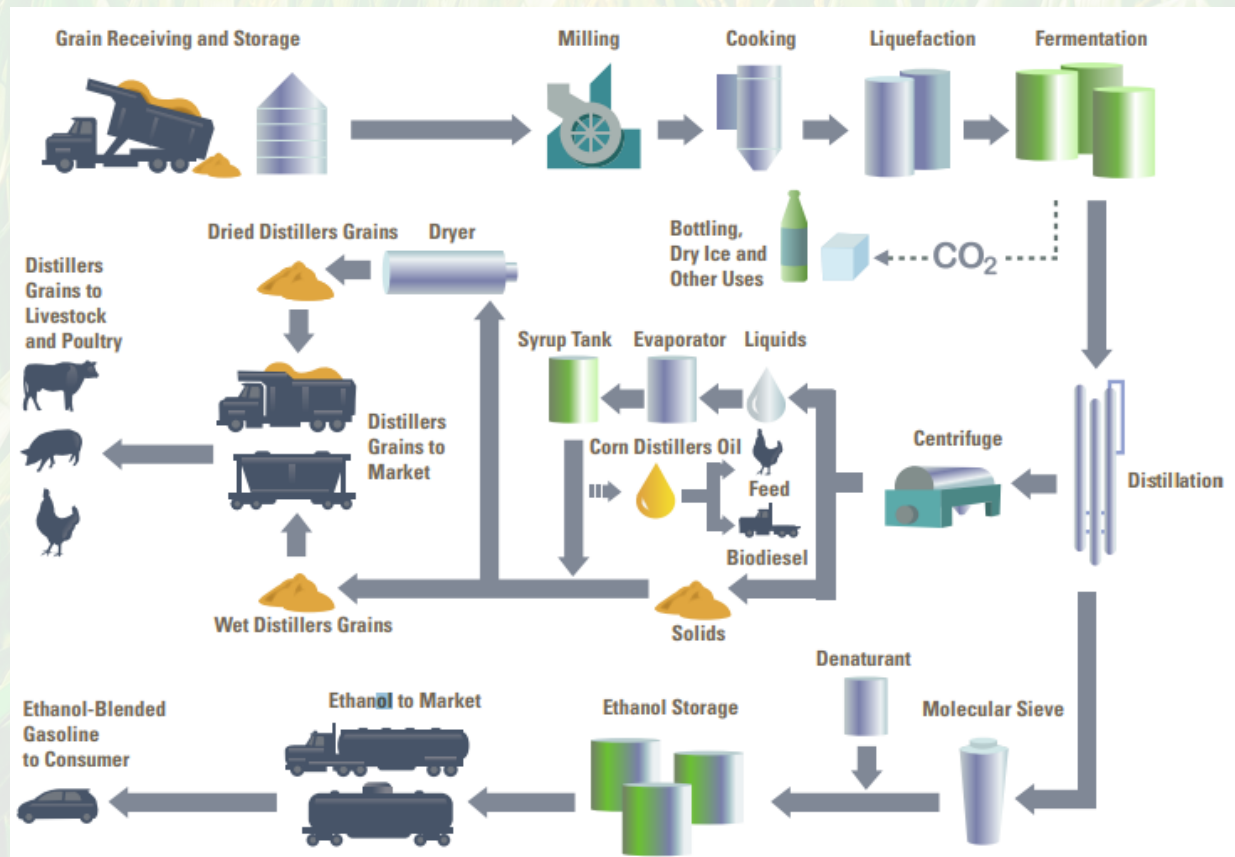 Grain Receiving and Storage
Milling
Cooking
Liquefaction
Fermentation
Bottling,
Dry Ice and
Other Uses
CO₂
Dried Distillers Grains
Dryer
Distillers
Grains to
Livestock
and Poultry
Syrup Tank
Evaporator
Liquids
Distillers
Grains to
Market
Corn Distillers Oil
Feed
Biodiesel
Centrifuge
Distillation
Wet Distillers Grains
Solids
Denaturant
Molecular Sieve
Ethanol Storage
Ethanol to Market
Ethanol-Blended
Gasoline
to Consumer